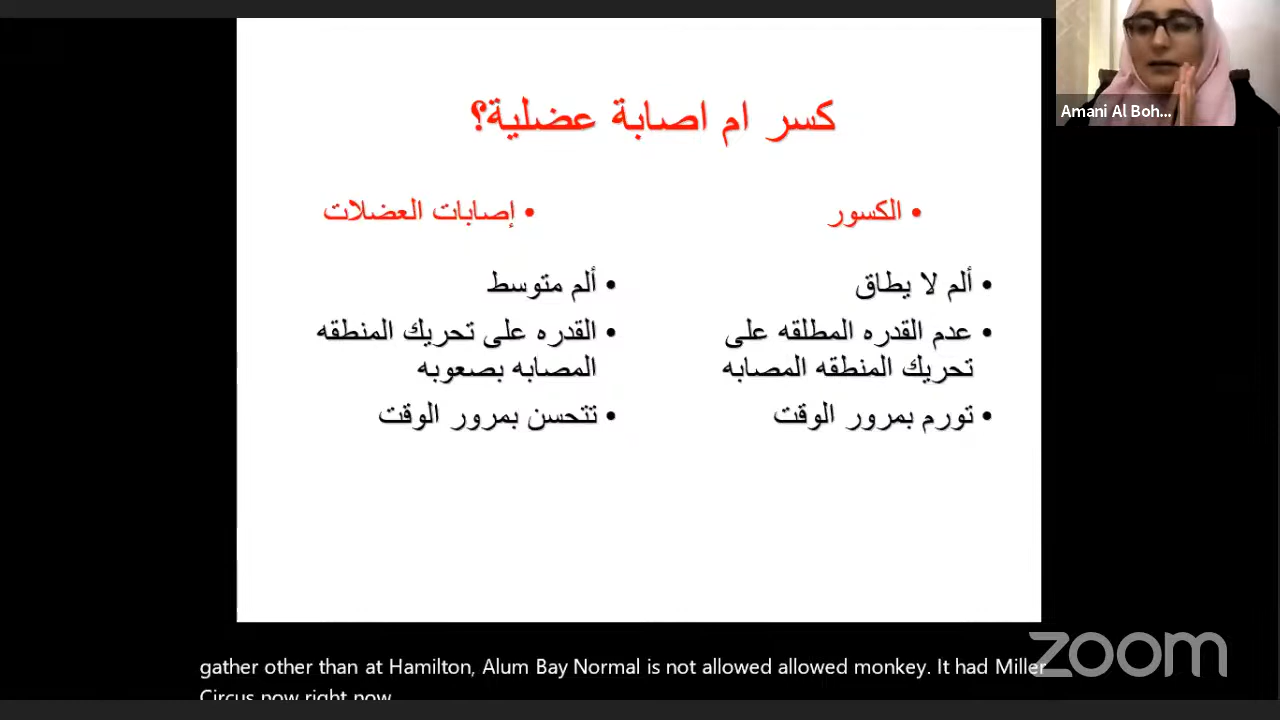 Amani Al Boh...
كسر ام اصابة عضلية؟
• الكسور
• ألم لا يطاق
• عدم القدره المطلقه على
تحريك المنطقه المصابه
• تورم بمرور الوقت
• إصابات العضلات
• ألم متوسط
• القدره على تحريك المنطقه
المصابه بصعوبه
• تتحسن بمرور الوقت
gather other than at Hamilton, Alum Bay Normal is not allowed allowed monkey. It had Miller
Circus now right now
zoom